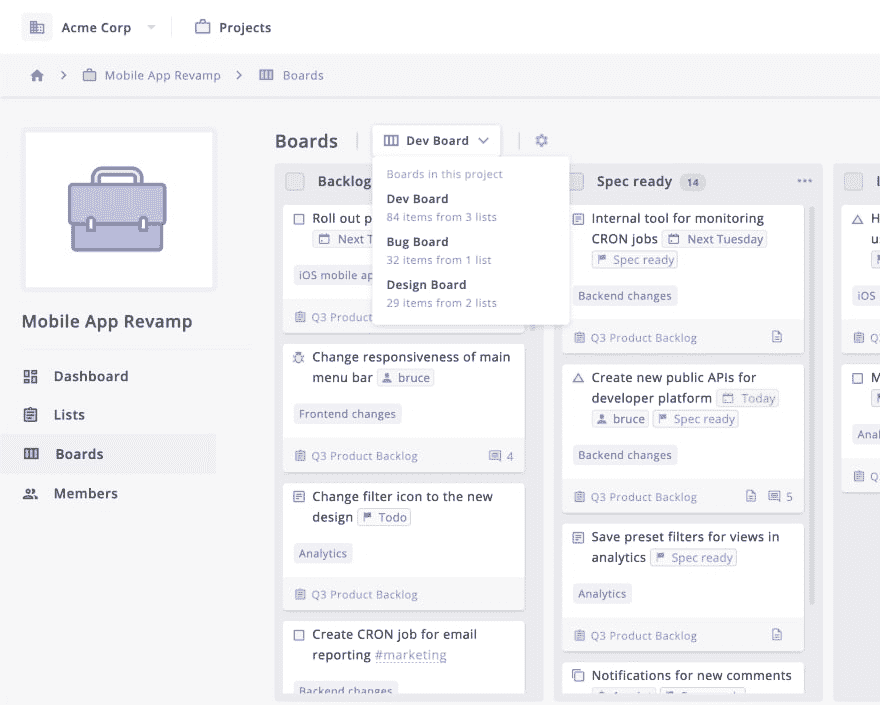 Acme Corp
Projects
Mobile App Revamp
Boards
Mobile App Revamp
Dashboard
Lists
Boards
Members
Boards
Dev Board
Boards in this project
Dev Board
84 items from 3 lists
Bug Board
32 items from 1 list
Design Board
29 items from 2 lists
Backlog
Roll out
Next
iOS mobile
Q3 Product
Change responsiveness of main
menu bar bruce
Frontend changes
Q3 Product Backlog 4
Change filter icon to the new
design Todo
Analytics
Q3 Product Backlog
Create CRON job for email
reporting #marketing
Backend changes
Spec ready 14
Internal tool for monitoring
CRON jobs Next Tuesday
Spec ready
Backend changes
Q3 Product Backlog
Create new public APIs for
developer platform Today
bruce Spec ready
Backend changes
Q3 Product Backlog 5
Save preset filters for views in
analytics Spec ready
Analytics
Q3 Product Backlog
Notifications for new comments
iOS